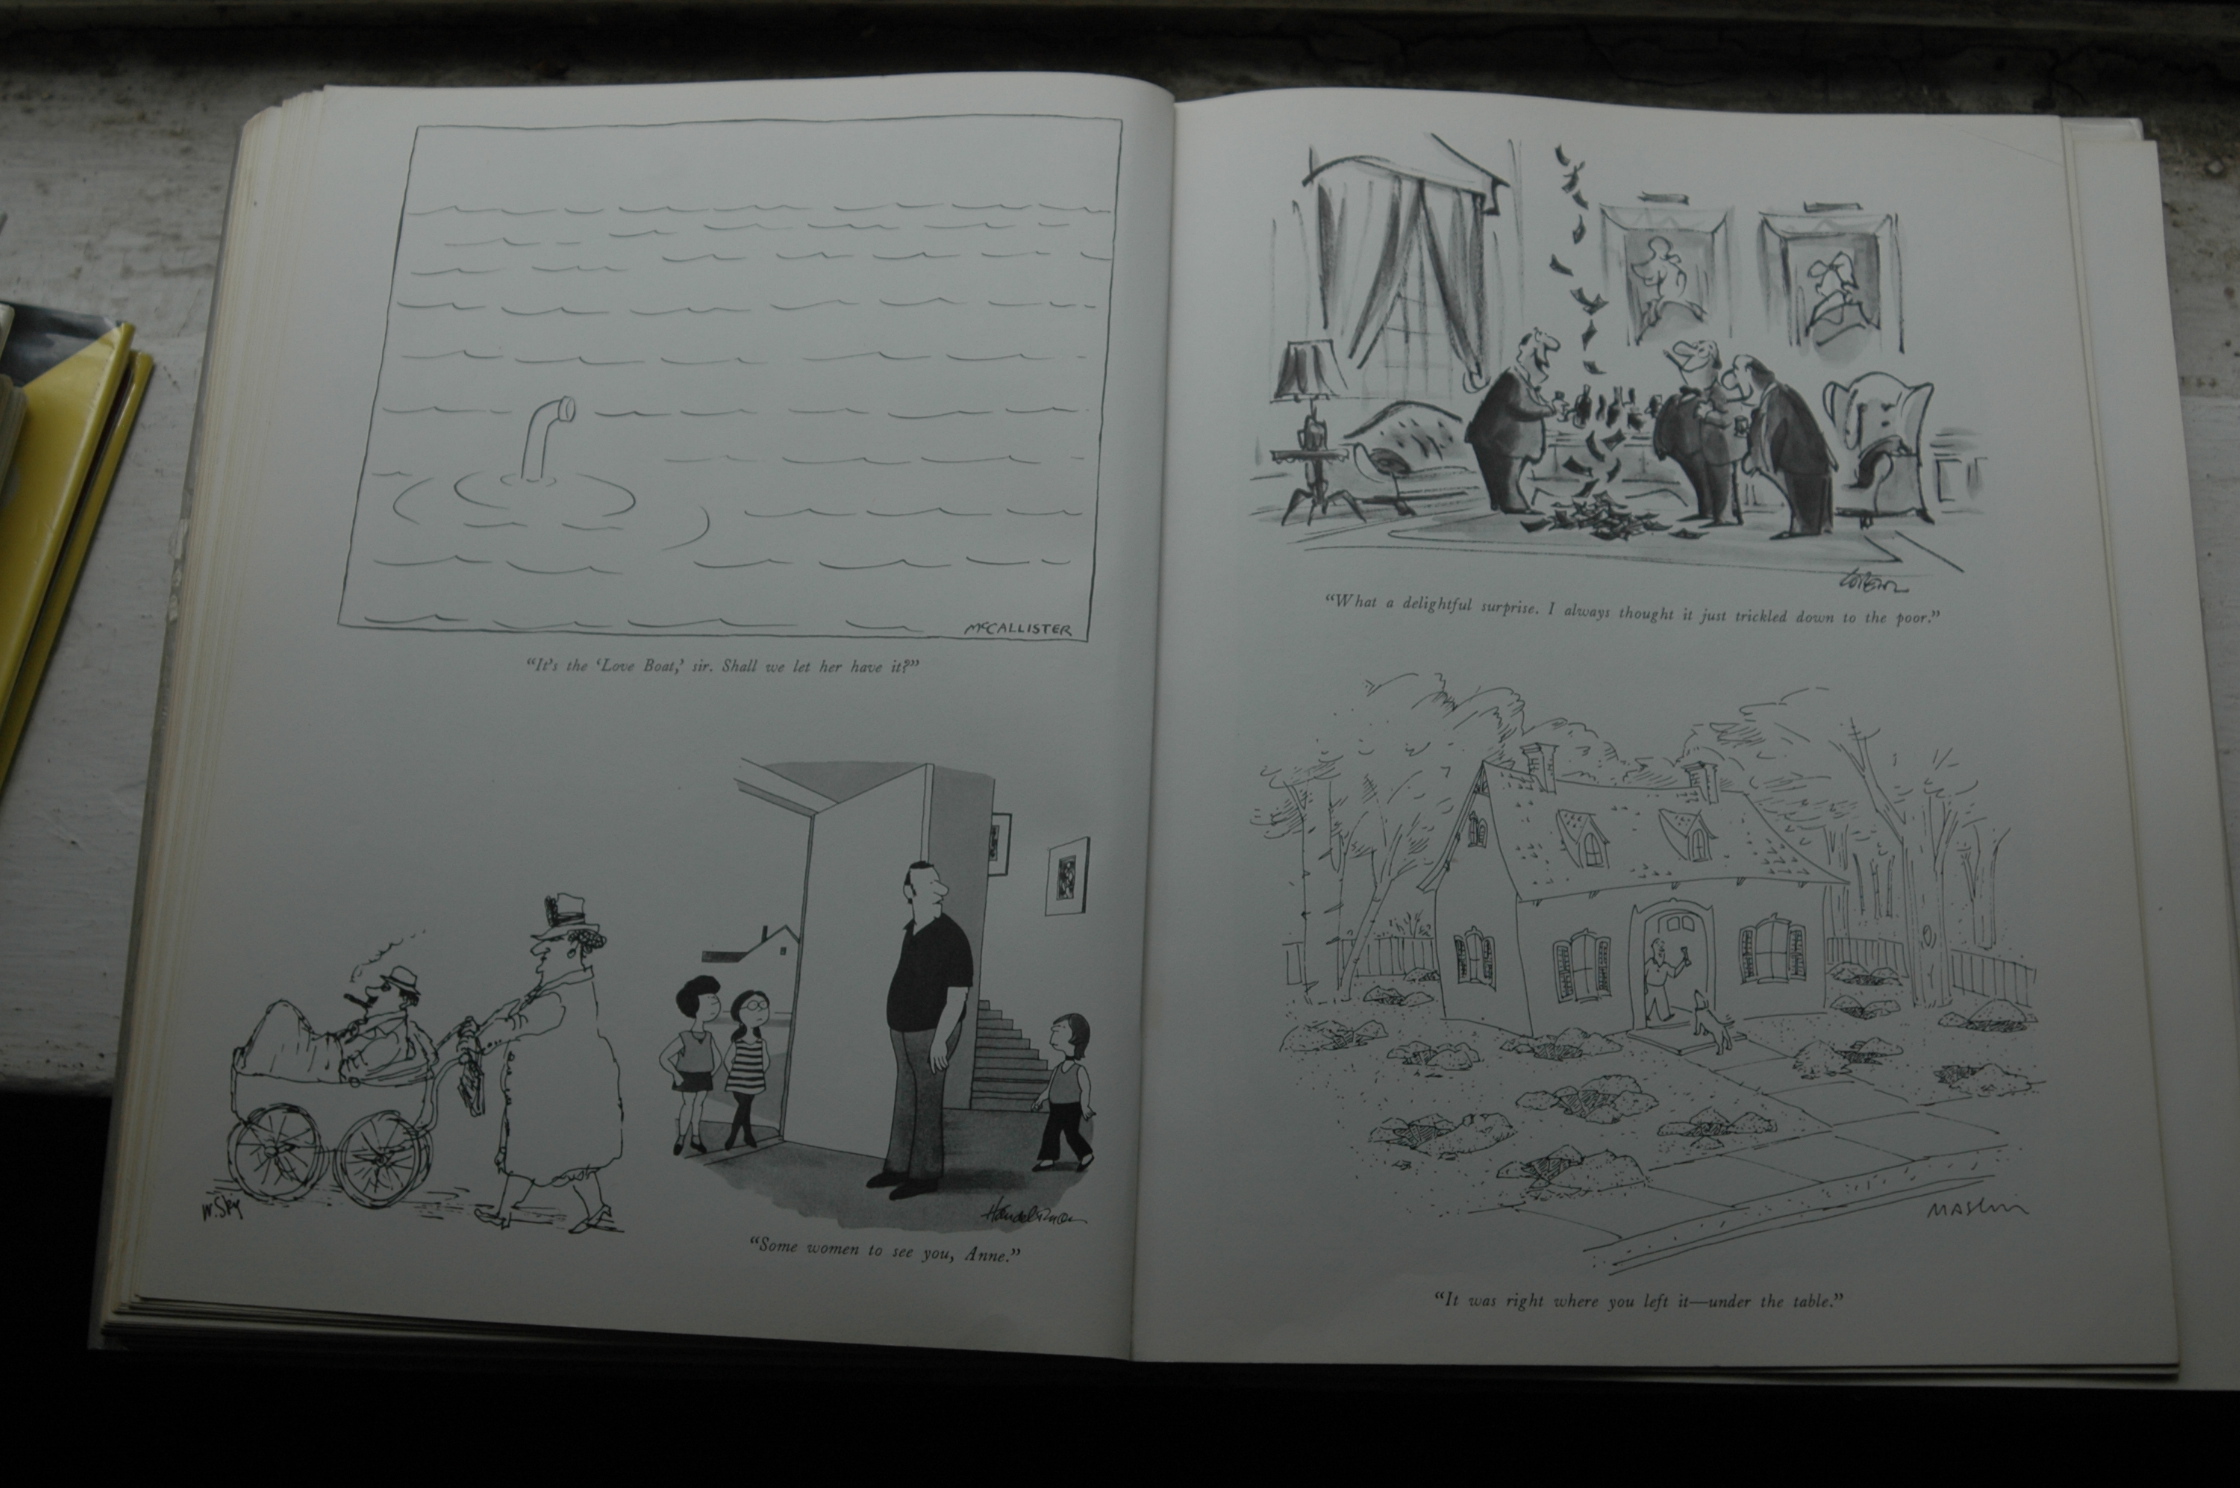 McCALLISTER
“It’s the ‘Love Boat,’ sir. Shall we let her have it?”
W. Sky
Handelsman
“Some women to see you, Anne.”
LORENZ
“What a delightful surprise. I always thought it just trickled down to the poor.”
MASLIN
“It was right where you left it—under the table.”